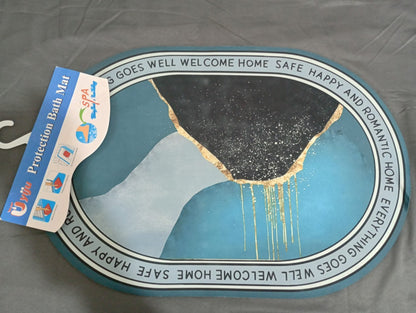 Protection Bath Mat
SPA
G GOES WELL WELCOME HOME SAFE HAPPY AND ROMANTIC HOME EVERYTHING GOES WELL WELCOME HOME SAFE HAPPY AND R